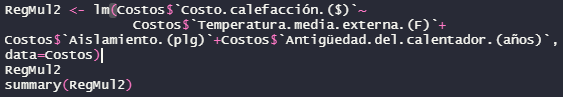 RegMul2 <- lm(Costos$`Costo.calefacción.($)`~
Costos$`Temperatura.media.externa.(F)`+
Costos$`Aislamiento.(plg)`+Costos$`Antigüedad.del.calentador.(años)`,
data=Costos)
RegMul2
summary(RegMul2)